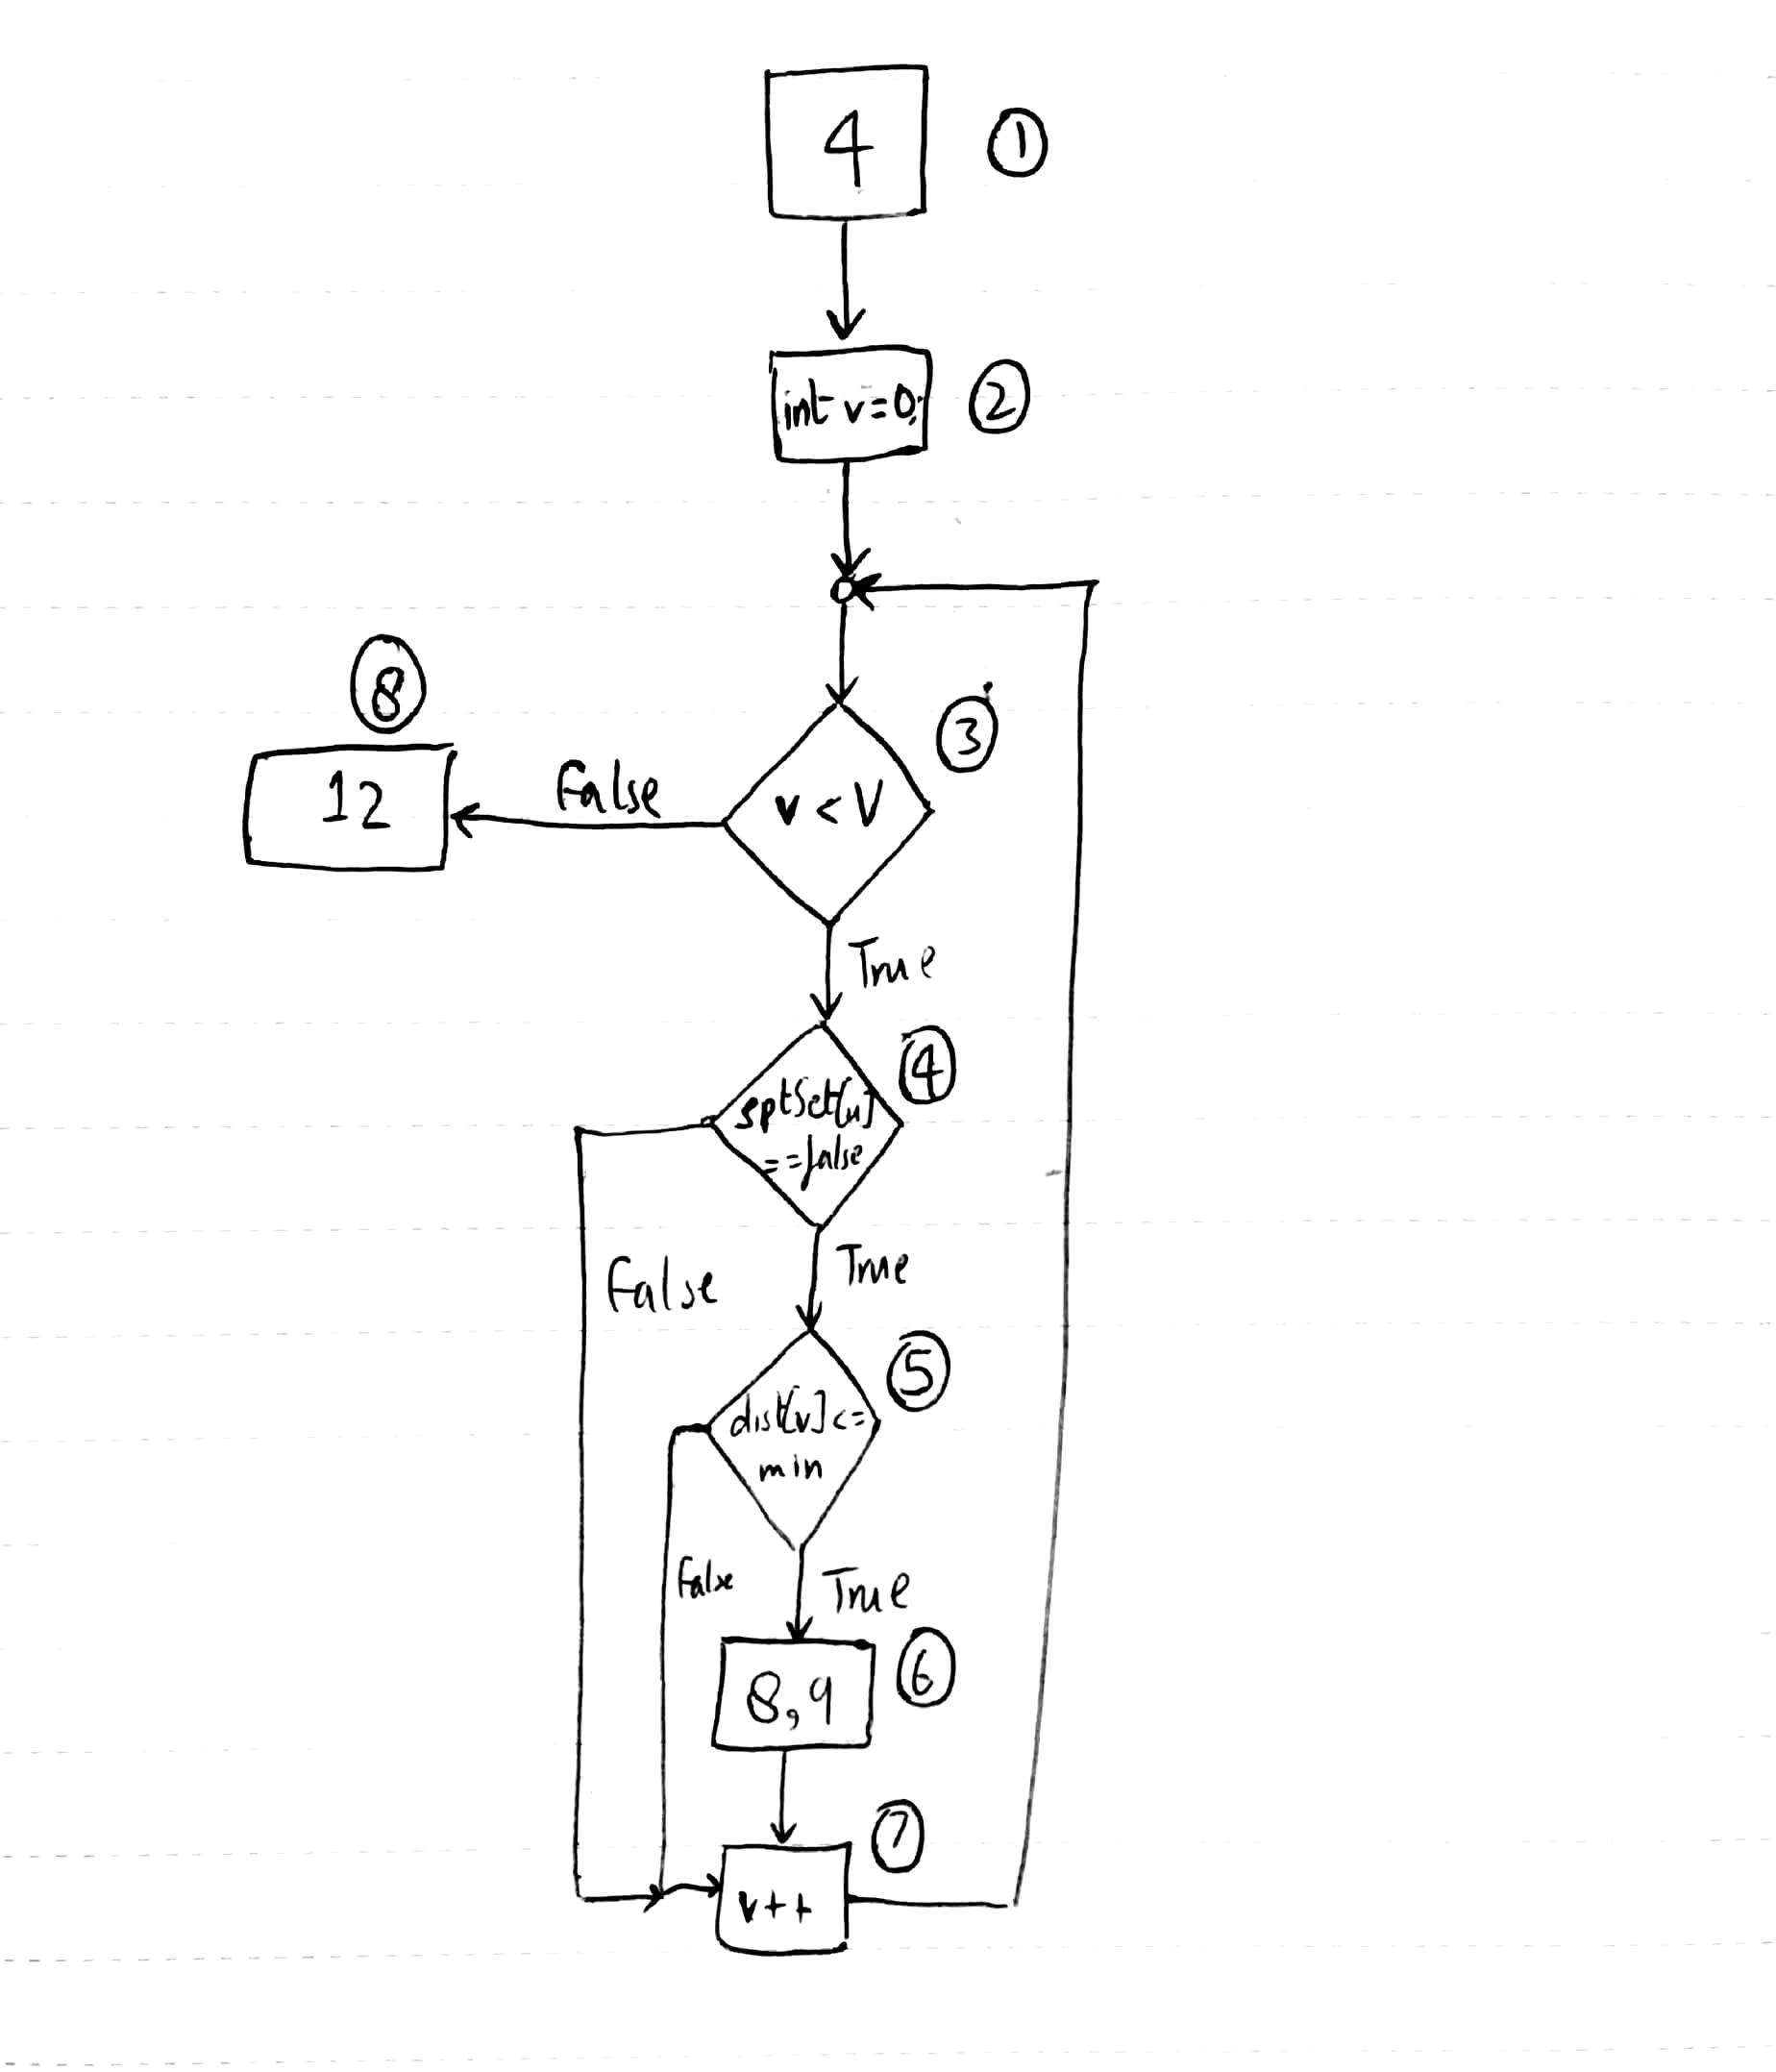 4
①
int v=0;
②
⑧
12
False
v < V
③
True
sptSet[u]
==false
④
False
True
dist[v]<=
min
⑤
False
True
8,9
⑥
v++
⑦